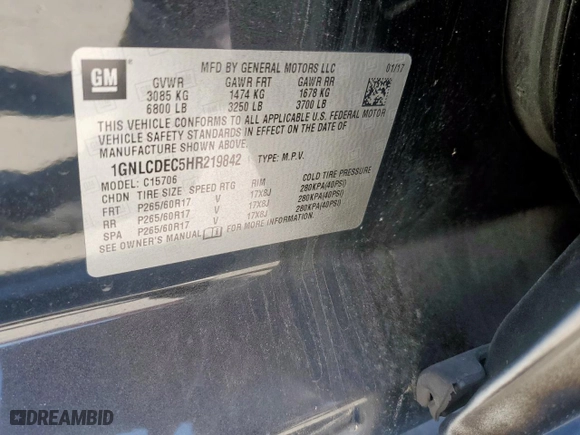 GM
MFD BY GENERAL MOTORS LLC 01/17
GVWR GAWR FRT GAWR RR
3085 KG 1474 KG 1678 KG
6800 LB 3250 LB 3700 LB
THIS VEHICLE CONFORMS TO ALL APPLICABLE U.S. FEDERAL MOTOR
VEHICLE SAFETY STANDARDS IN EFFECT ON THE DATE OF
MANUFACTURE SHOWN ABOVE.
1GNLCDEC5HR219842 TYPE: M.P.V.
MODEL: C15706
CHDN TIRE SIZE SPEED RTG RIM COLD TIRE PRESSURE
FRT P265/60R17 V 17X8J 280KPA(40PSI)
RR P265/60R17 V 17X8J 280KPA(40PSI)
SPA P265/60R17 V 17X8J 280KPA(40PSI)
SEE OWNER'S MANUAL FOR MORE INFORMATION.
DREAMBID